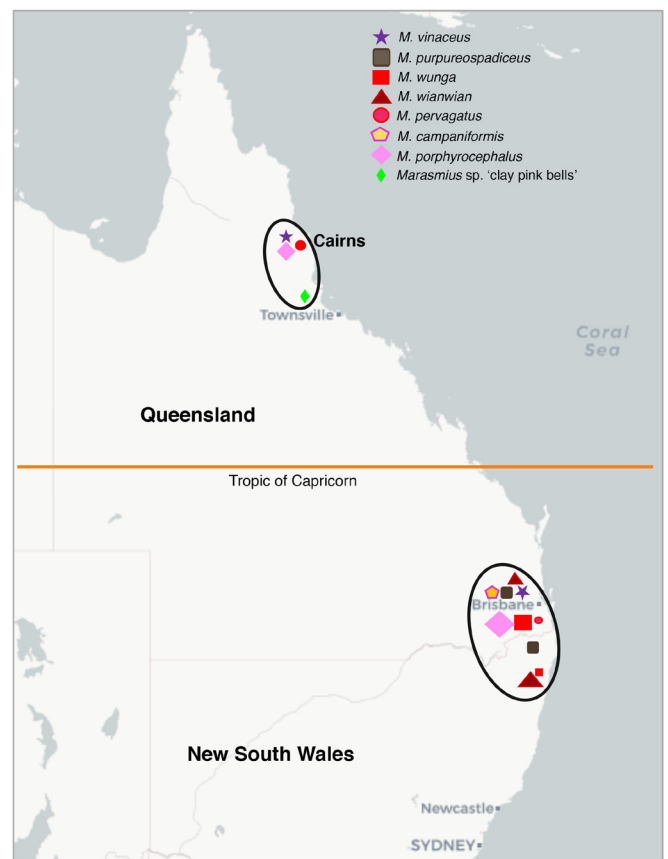 M. vinaceus
M. purpureospadiceus
M. wunga
M. wianwian
M. pervagatus
M. campaniformis
M. porphyrocephalus
Marasmius sp. ‘clay pink bells’
Cairns
Townsville
Coral
Sea
Queensland
Tropic of Capricorn
Brisbane
New South Wales
Newcastle
SYDNEY